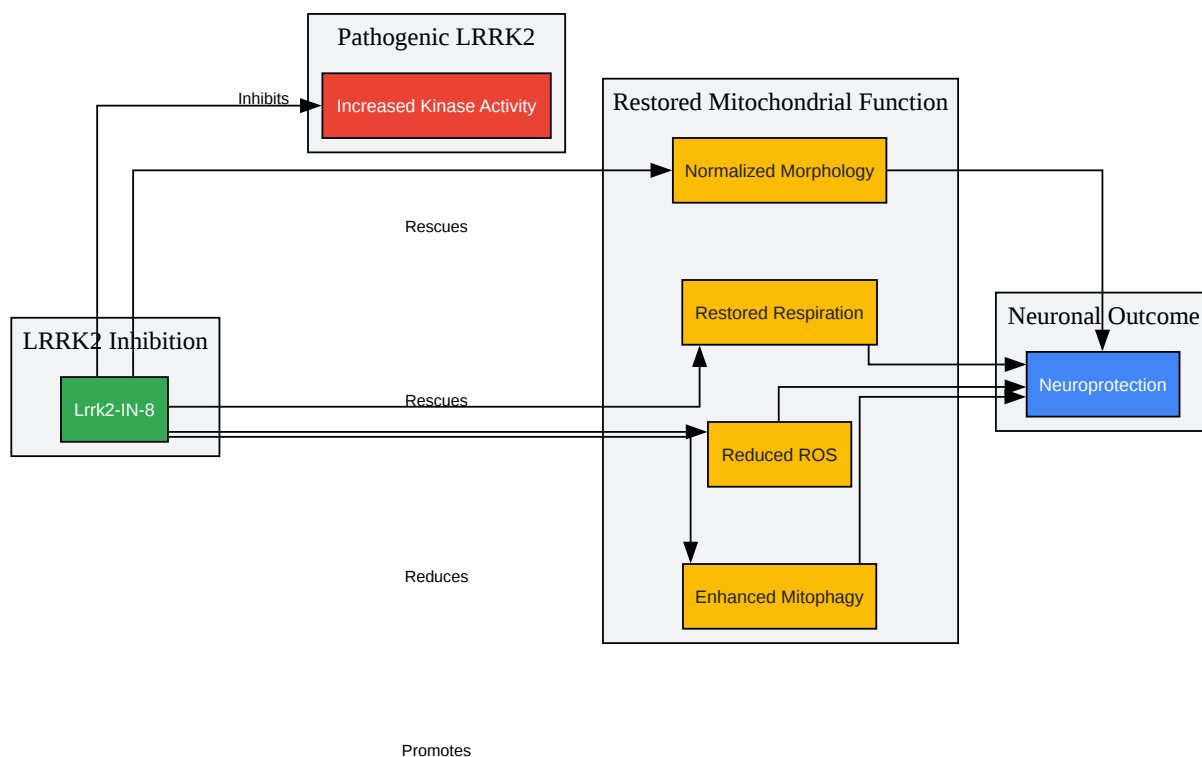 Pathogenic LRRK2
Inhibits
Increased Kinase Activity
Restored Mitochondrial Function
Normalized Morphology
Rescues
Restored Respiration
Neuronal Outcome
LRRK2 Inhibition
Neuroprotection
Lrrk2-IN-8
Rescues
Reduced ROS
Reduces
Enhanced Mitophagy
Promotes